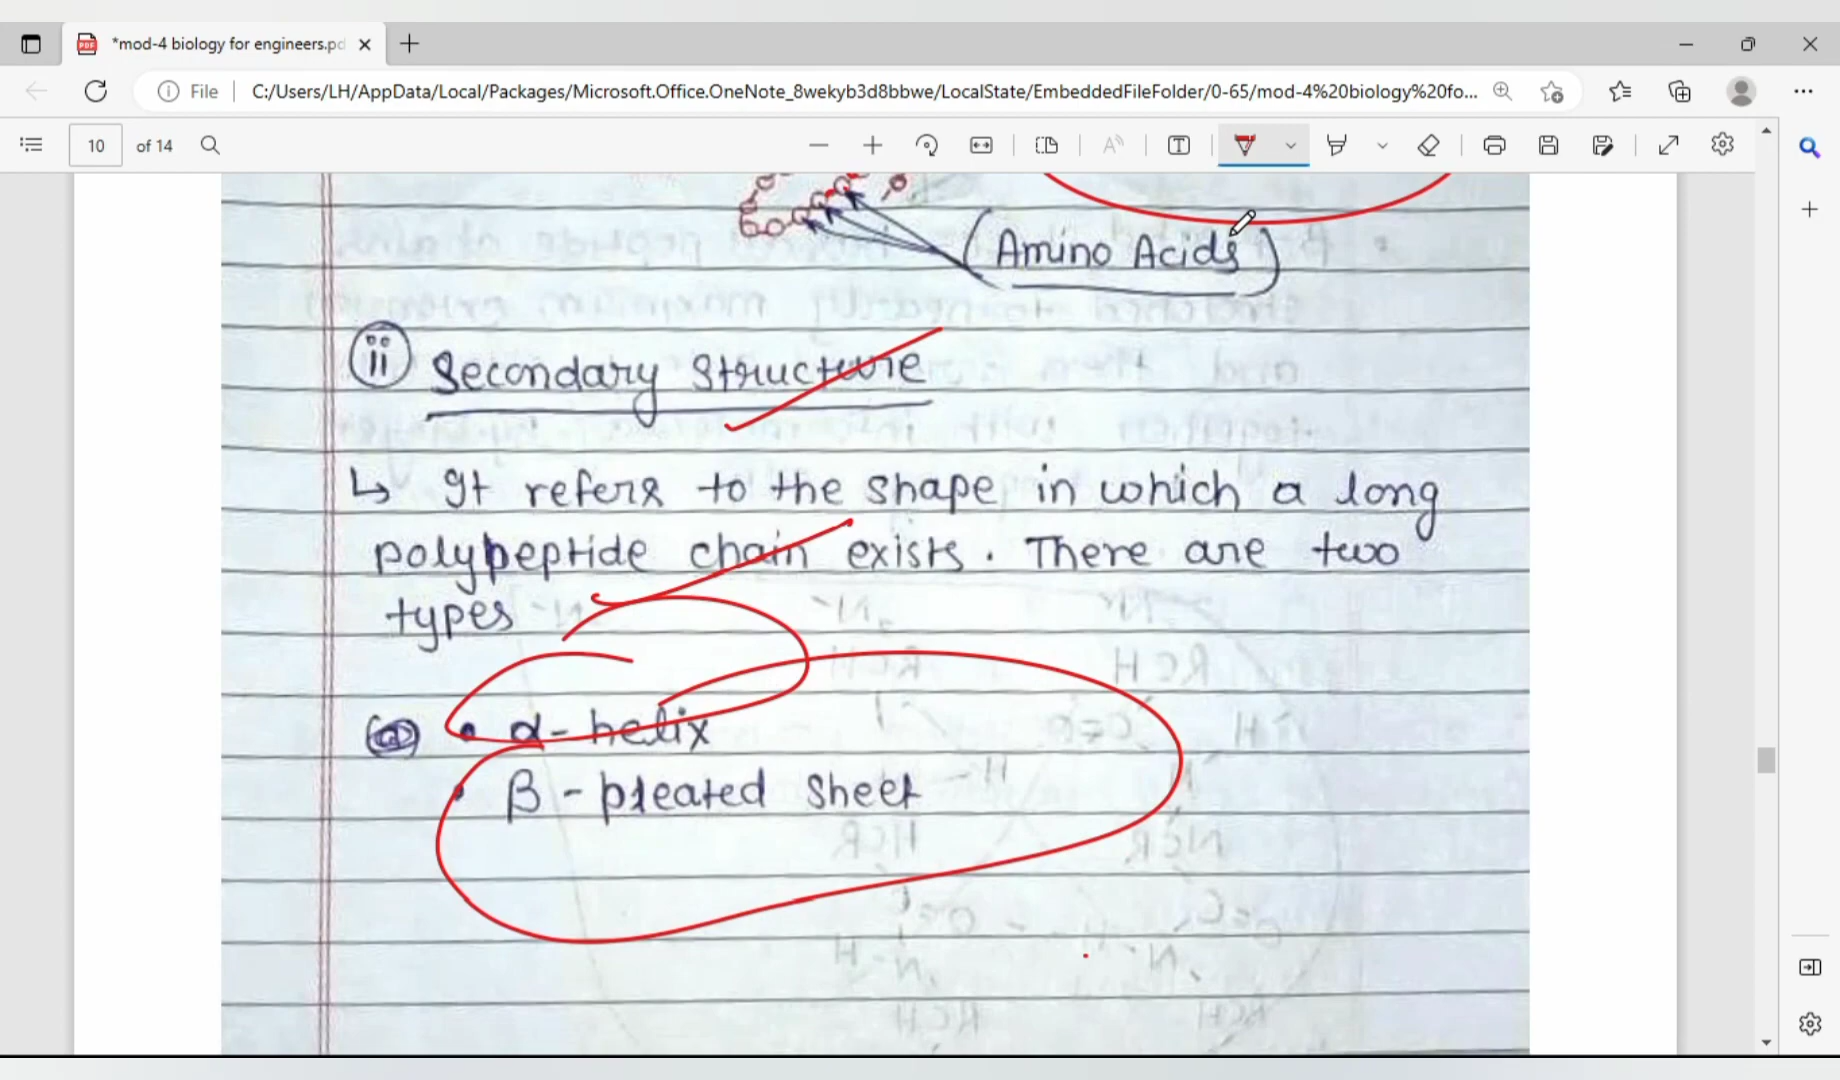 *mod-4 biology for engineers.pd
File
C:/Users/LH/AppData/Local/Packages/Microsoft.Office.OneNote_8wekyb3d8bbwe/LocalState/EmbeddedFileFolder/0-65/mod-4%20biology%20fo...
10 of 14
(Amino Acids)
ii Secondary Structure
↳ It refers to the shape in which a long
polypeptide chain exists. There are two
types
• α-helix
• β-pleated sheet